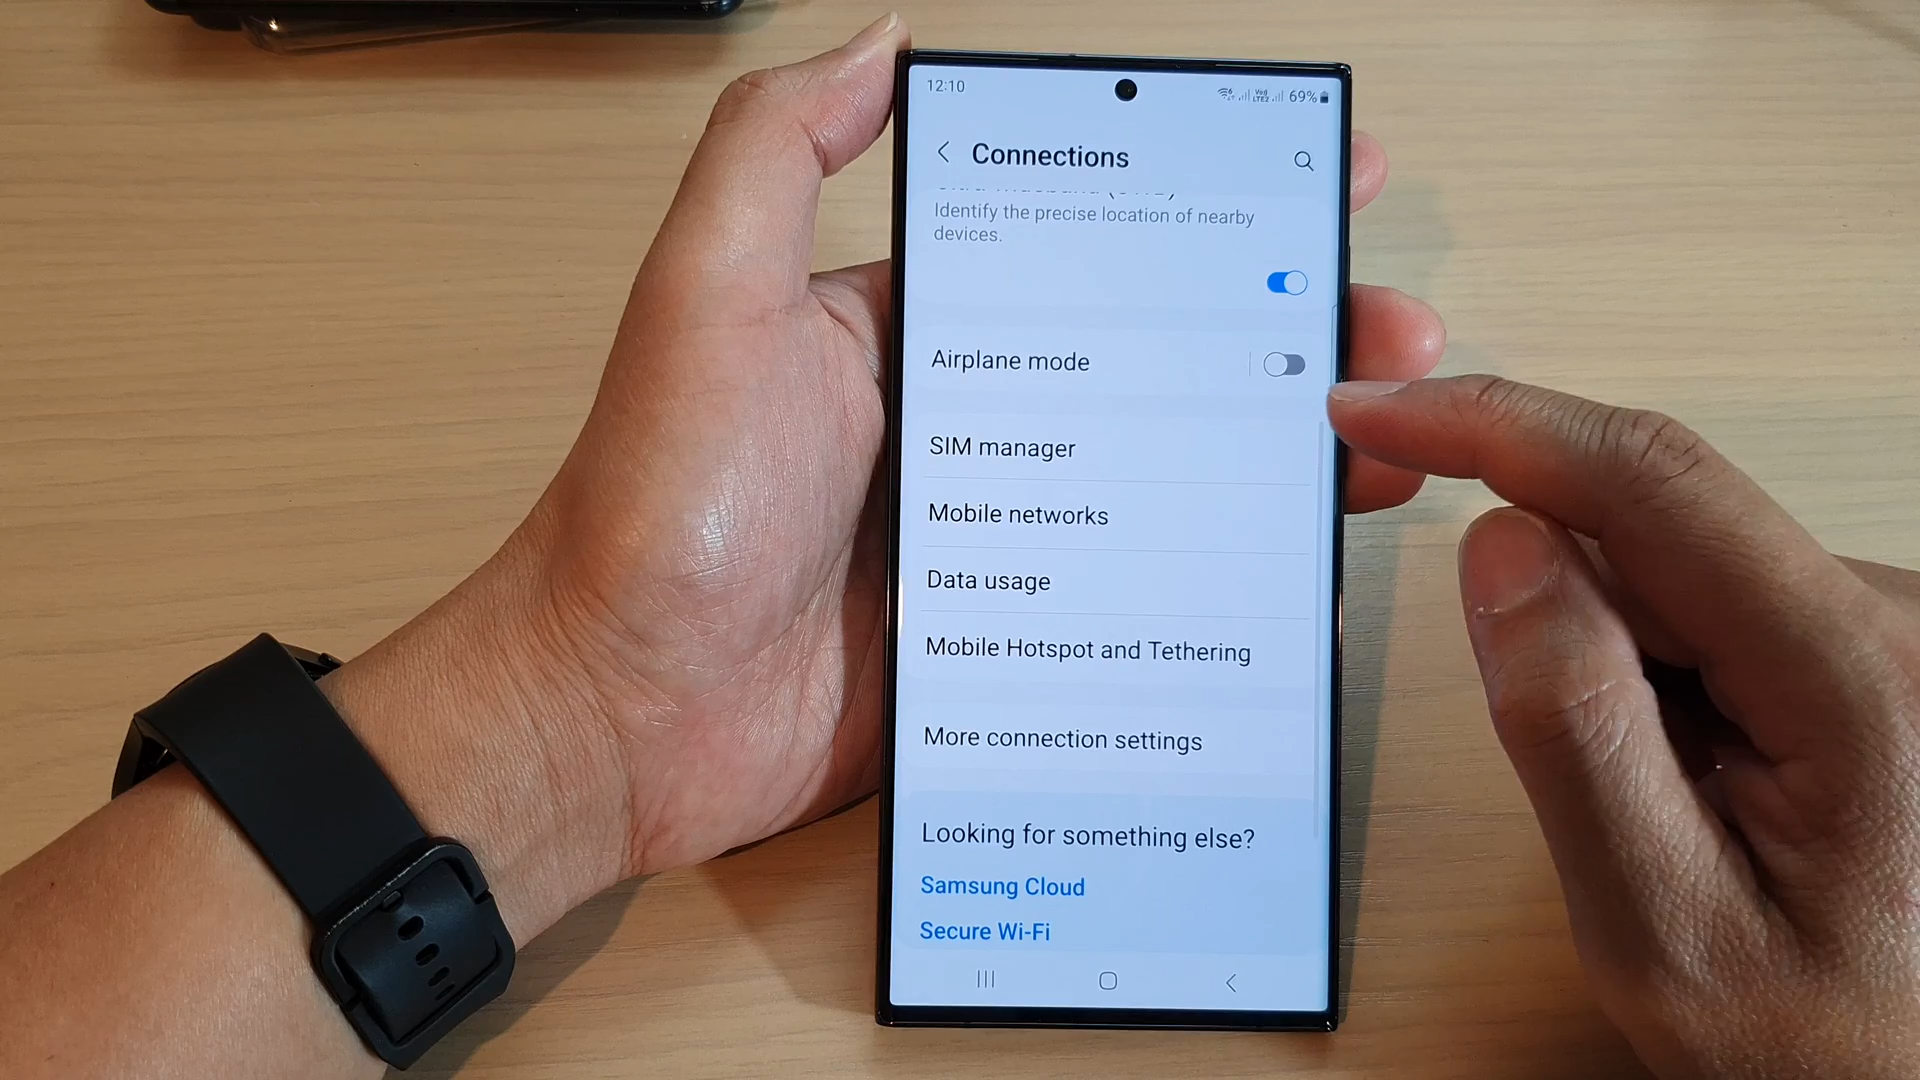 12:10
69%
Connections
Identify the precise location of nearby
devices.
Airplane mode
SIM manager
Mobile networks
Data usage
Mobile Hotspot and Tethering
More connection settings
Looking for something else?
Samsung Cloud
Secure Wi-Fi